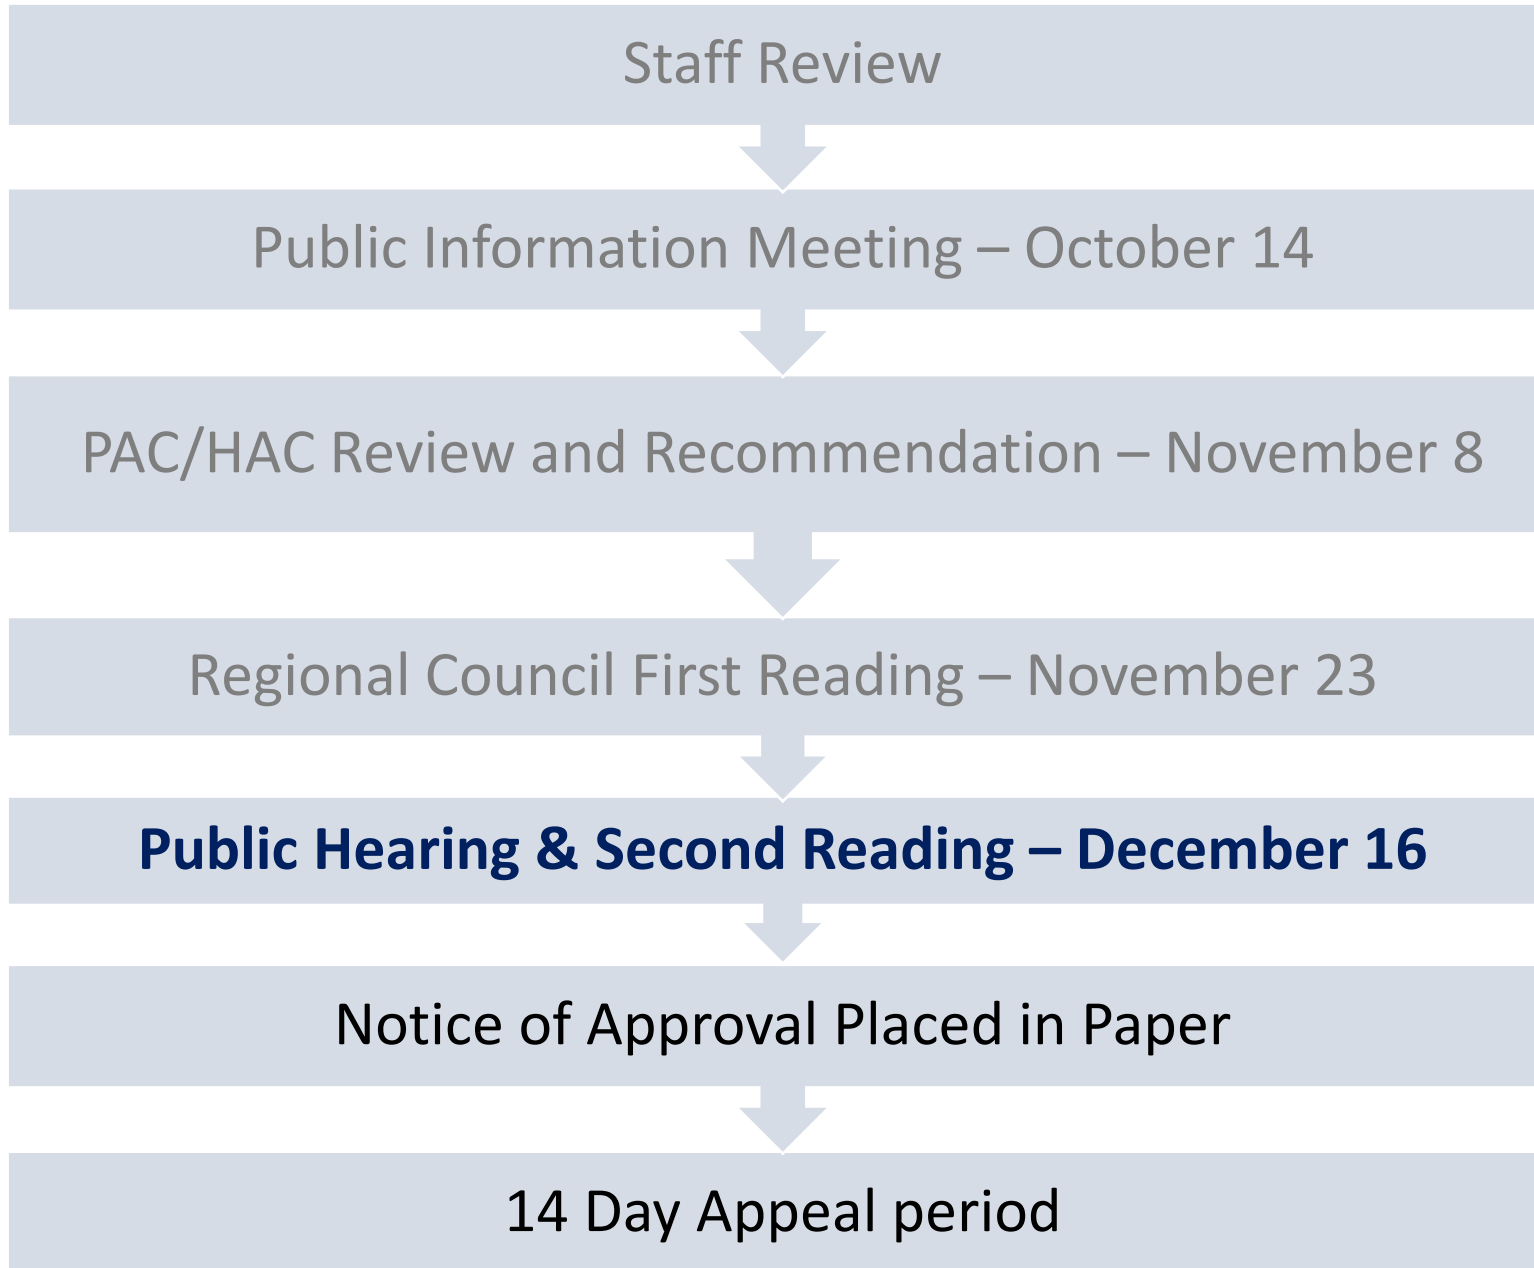 Staff Review
Public Information Meeting – October 14
PAC/HAC Review and Recommendation – November 8
Regional Council First Reading – November 23
Public Hearing & Second Reading – December 16
Notice of Approval Placed in Paper
14 Day Appeal period